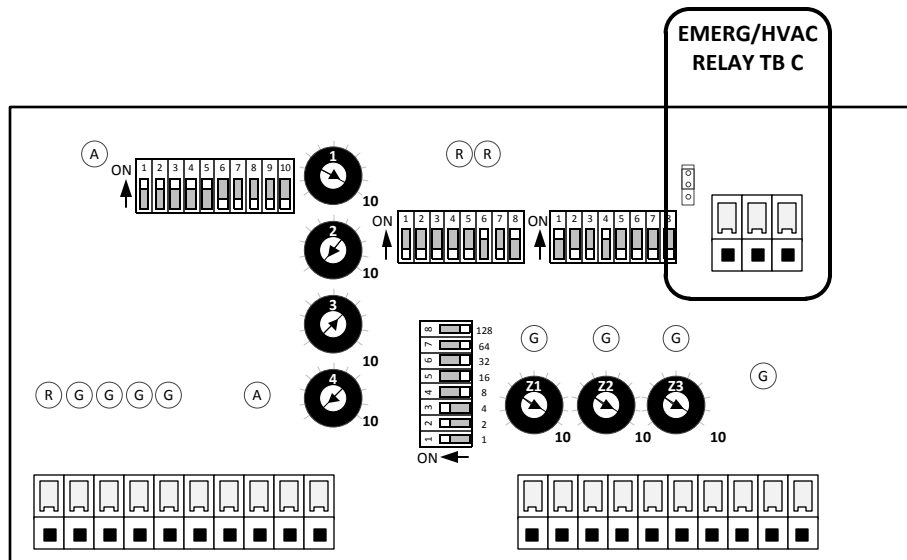 EMERG/HVAC
RELAY TB C
A
ON
1 2 3 4 5 6 7 8 9 10
1
10
R R
2
10
ON
1 2 3 4 5 6 7 8
ON
1 2 3 4 5 6 7 8
3
10
8 128
7 64
6 32
5 16
4 8
3 4
2 2
1 1
ON
G G G
G
R G G G G
A
4
10
Z1
10
Z2
10
Z3
10